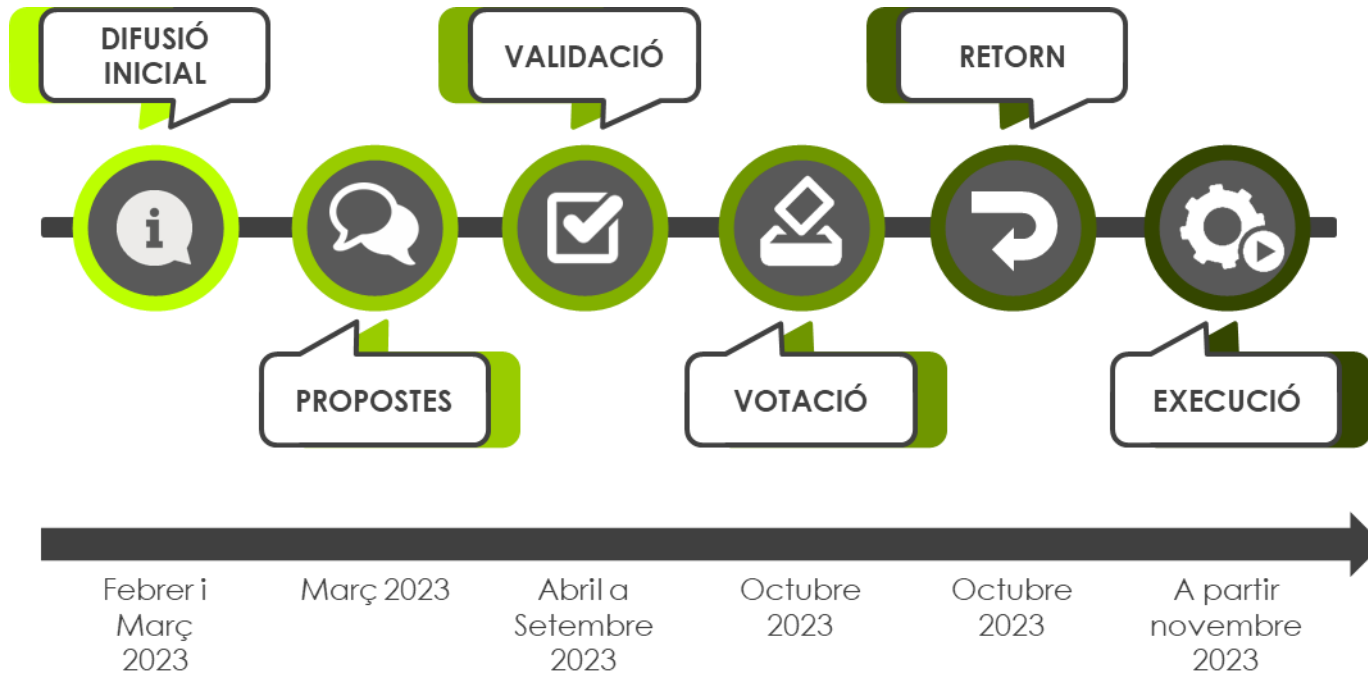 DIFUSIÓ
INICIAL
VALIDACIÓ
RETORN
i
PROPOSTES
VOTACIÓ
EXECUCIÓ
Febrer i
Març
2023
Març 2023
Abril a
Setembre
2023
Octubre
2023
Octubre
2023
A partir
novembre
2023